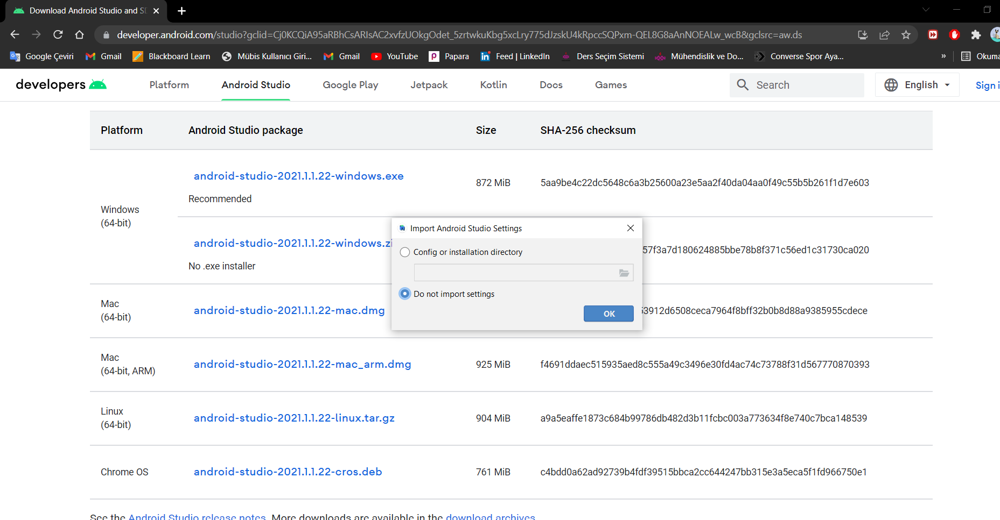 Download Android Studio and S
developer.android.com/studio?gclid=Cj0KCQiA95aRBhCsARIsAC2xvfzUOkgOdet_5zrtwkuKbg5xcLry775dJzskU4kRpccSQPxm-QEL8G8aAnNOEALw_wcB&gclsrc=aw.ds
Google Çeviri Gmail Blackboard Learn Mübis Kullanıcı Giri... Gmail YouTube Papara Feed | LinkedIn Ders Seçim Sistemi Mühendislik ve Do... Converse Spor Aya... » Okuma
developers Platform Android Studio Google Play Jetpack Kotlin Docs Games Search English Sign i
Platform Android Studio package Size SHA-256 checksum
android-studio-2021.1.1.22-windows.exe 872 MiB 5aa9be4c22dc5648c6a3b25600a23e5aa2f40da04aa0f49c55b5b261f1d7e603
Recommended
Windows
(64-bit)
android-studio-2021.1.1.22-windows.zi 57f3a7d180624885bbe78b8f371c56ed1c31730ca020
No .exe installer
Import Android Studio Settings
Config or installation directory
Do not import settings
OK
Mac
(64-bit)
android-studio-2021.1.1.22-mac.dmg 53912d6508ceca7964f8bff32b0b8d88a9385955cdece
Mac
(64-bit, ARM)
android-studio-2021.1.1.22-mac_arm.dmg 925 MiB f4691ddaec515935aed8c555a49c3496e30fd4ac74c73788f31d567770870393
Linux
(64-bit)
android-studio-2021.1.1.22-linux.tar.gz 904 MiB a9a5eaffe1873c684b99786db482d3b11fcbc003a773634f8e740c7bca148539
Chrome OS android-studio-2021.1.1.22-cros.deb 761 MiB c4bdd0a62ad92739b4fdf39515bbca2cc644247bb315e3a5eca5f1fd966750e1
See the Android Studio release notes. More downloads are available in the download archives.